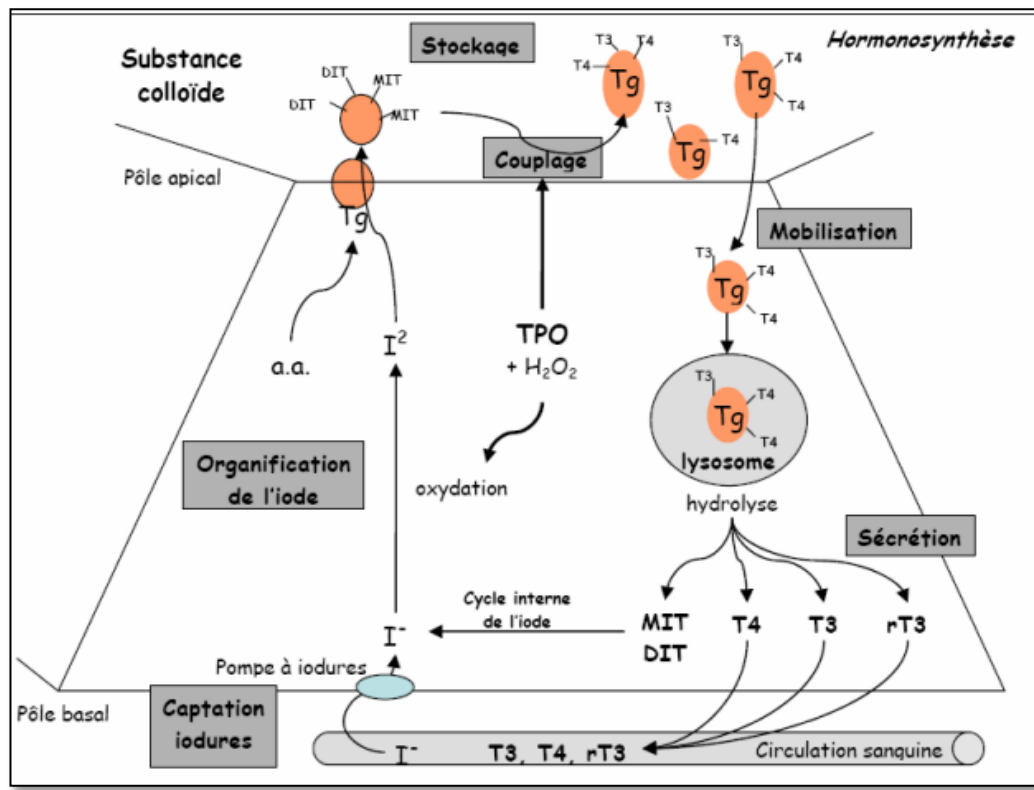 Hormonosynthèse
Substance
colloïde
Stockage
DIT
DIT
MIT
MIT
T3
T4
T4
Tg
T3
T4
T4
Tg
T3
T4
Tg
Couplage
Pôle apical
Tg
Mobilisation
T3
T4
T4
Tg
a.a.
I²
TPO
+ H₂O₂
oxydation
T3
T4
T4
Tg
lysosome
hydrolyse
Organification
de l'iode
Sécrétion
Cycle interne
de l'iode
I⁻
MIT
DIT
T4
T3
rT3
Pompe à iodures
Pôle basal
Captation
iodures
I⁻
T3, T4, rT3
Circulation sanguine